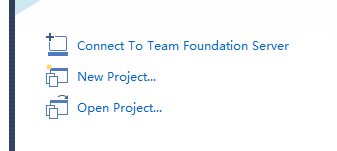 Connect To Team Foundation Server
New Project...
Open Project...